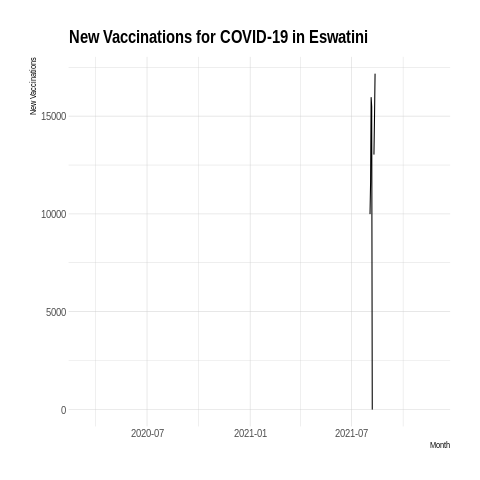 New Vaccinations for COVID-19 in Eswatini
New Vaccinations
15000
10000
5000
0
2020-07
2021-01
2021-07
Month